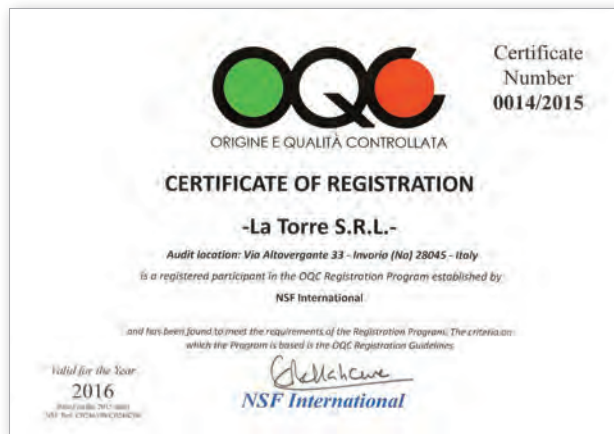 OQC
ORIGINE E QUALITÀ CONTROLLATA
Certificate
Number
0014/2015
CERTIFICATE OF REGISTRATION
-La Torre S.R.L.-
Audit location: Via Altovergante 33 - Invorio (No) 28045 - Italy
is a registered participant in the OQC Registration Program established by
NSF International
and has been found to meet the requirements of the Registration Program. The criteria on
which the Program is based is the OQC Registration Guidelines
Valid for the Year
2016
NSF International